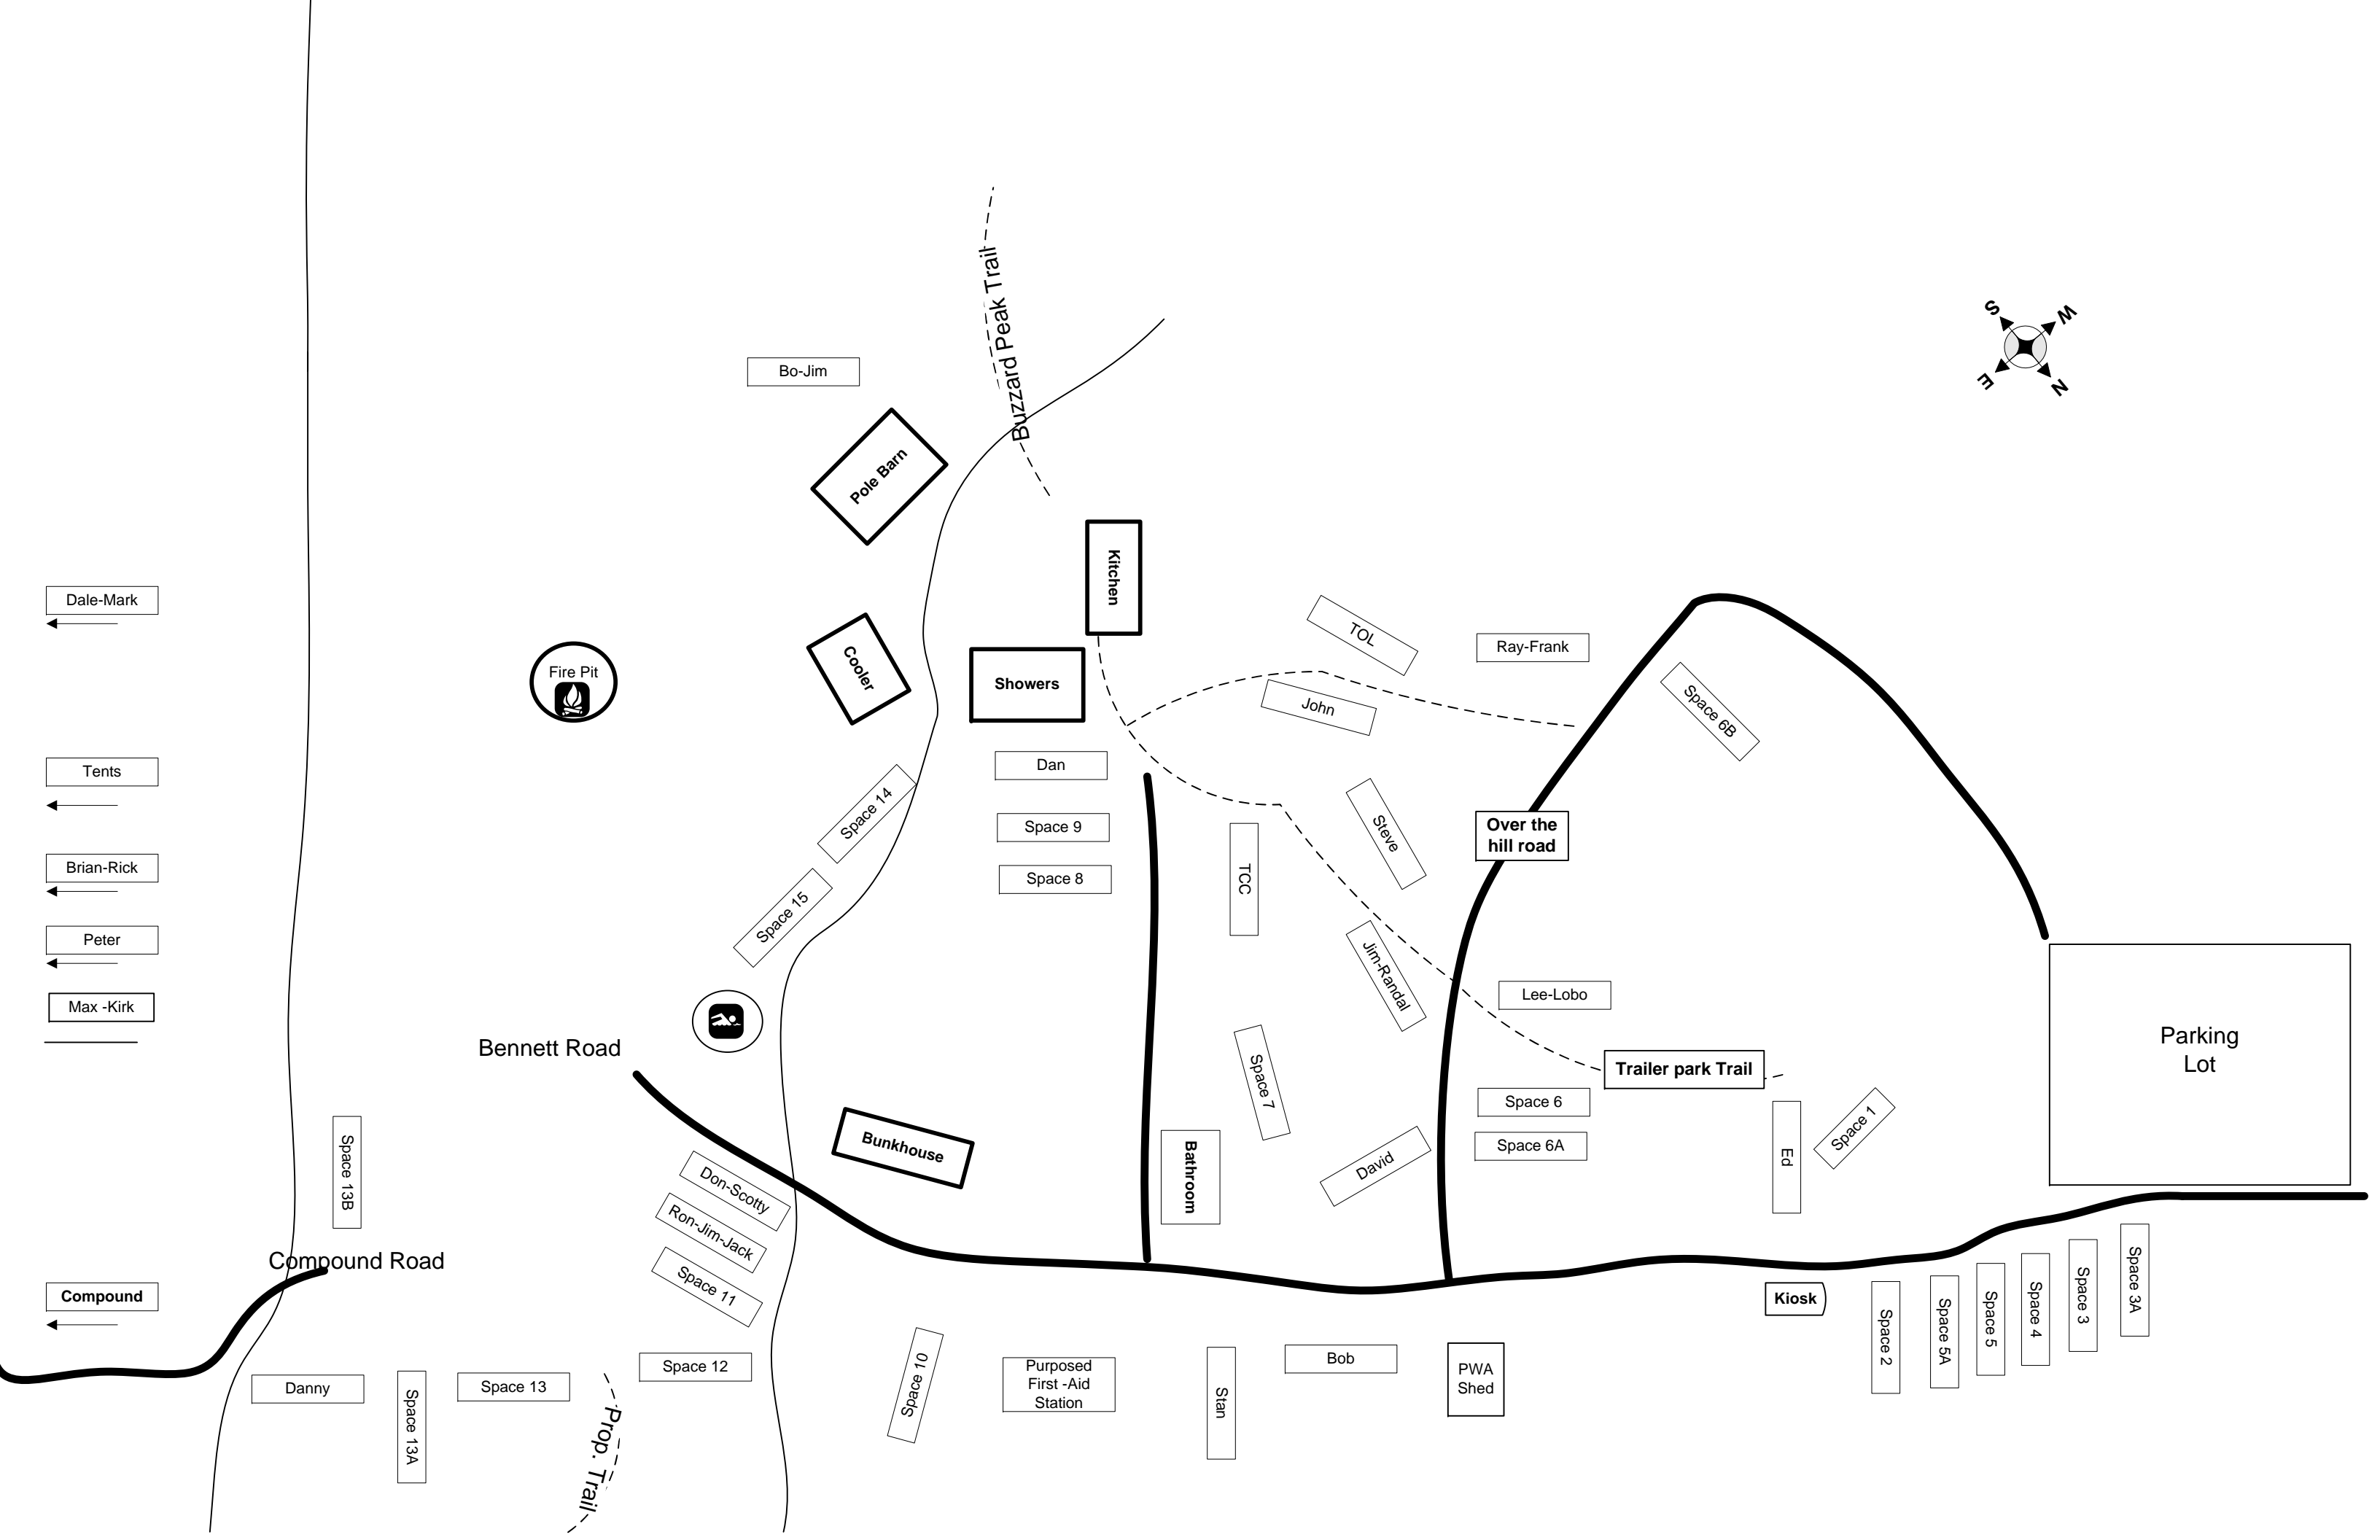 Buzzard Peak Trail
S
W
E
N
Bo-Jim
Pole Barn
Kitchen
Dale-Mark
TOL
Ray-Frank
Fire Pit
Cooler
Showers
John
Space 6B
Tents
Dan
Space 14
Space 9
Steve
Over the
hill road
Brian-Rick
Space 8
TCC
Space 15
Peter
Jim-Randal
Lee-Lobo
Max -Kirk
Bennett Road
Parking
Lot
Trailer park Trail
Space 7
Space 6
Space 6A
Space 1
Ed
Bunkhouse
Bathroom
David
Space 13B
Don-Scotty
Ron-Jim-Jack
Space 11
Compound Road
Compound
Kiosk
Space 2
Space 5A
Space 5
Space 4
Space 3
Space 3A
Danny
Space 13A
Space 13
Prop. Trail
Space 12
Space 10
Purposed
First -Aid
Station
Stan
Bob
PWA
Shed